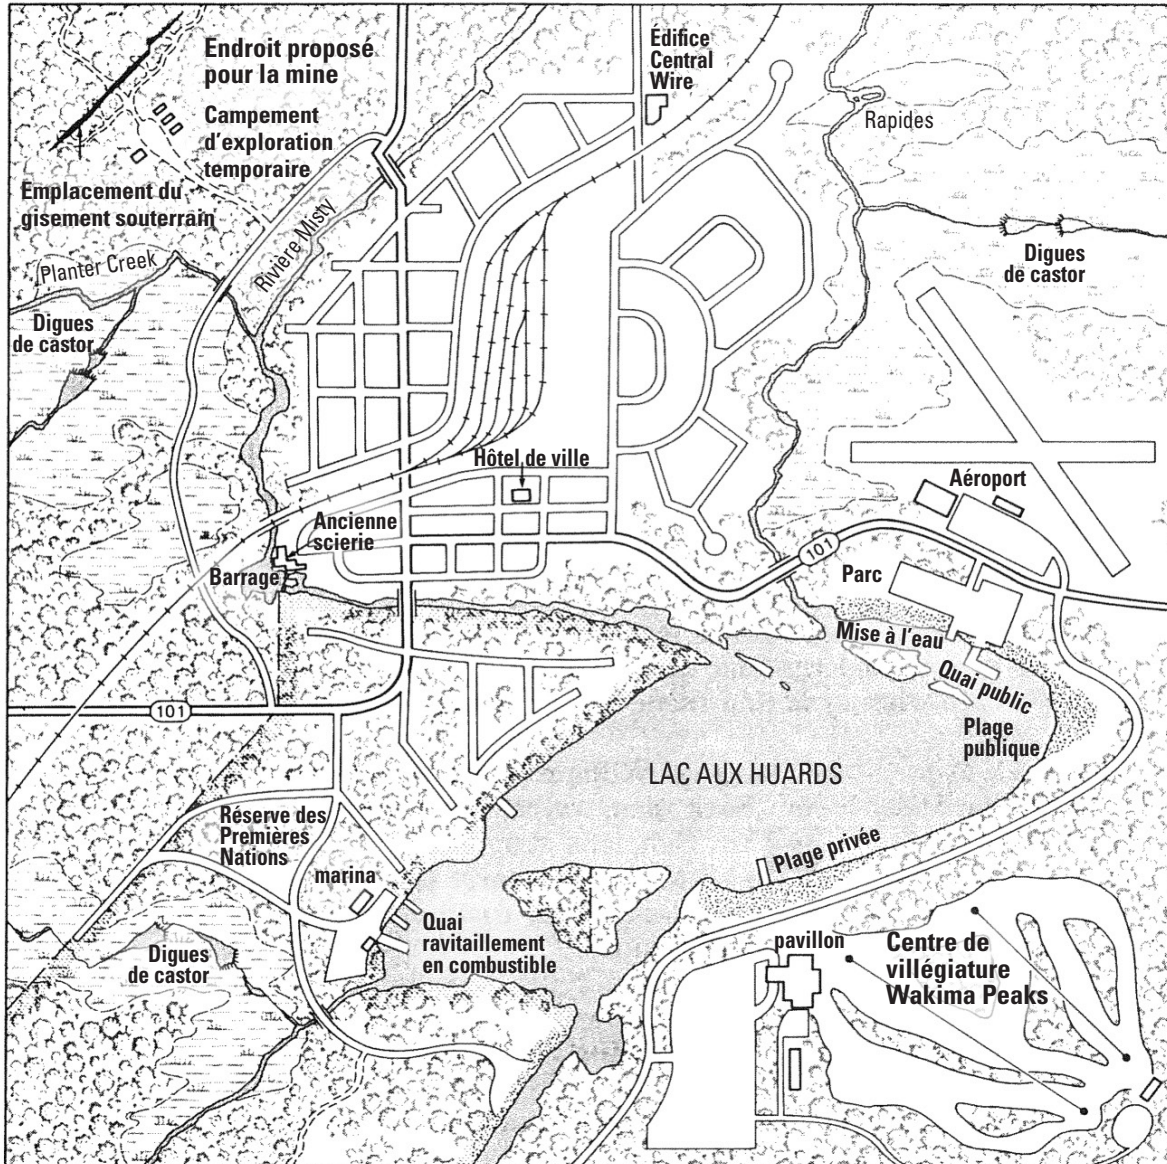 Endroit proposé
pour la mine
Campement
d'exploration
temporaire
Emplacement du
gisement souterrain
Édifice
Central
Wire
Rapides
Rivière Misty
Planter Creek
Digues
de castor
Digues
de castor
Hôtel de ville
Aéroport
Ancienne
scierie
Barrage
101
Parc
Mise à l'eau
Quai public
Plage
publique
101
LAC AUX HUARDS
Réserve des
Premières
Nations
Plage privée
marina
Quai
ravitaillement
en combustible
Digues
de castor
pavillon
Centre de
villégiature
Wakima Peaks